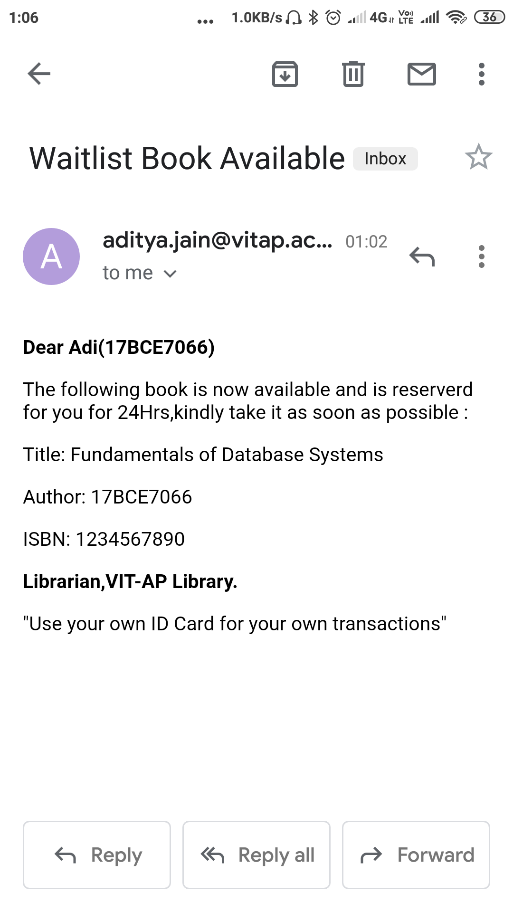 1:06 ... 1.0KB/s 4G Vo) LTE 36
Waitlist Book Available Inbox
A
aditya.jain@vitap.ac... 01:02
to me
Dear Adi(17BCE7066)
The following book is now available and is reserverd
for you for 24Hrs,kindly take it as soon as possible :
Title: Fundamentals of Database Systems
Author: 17BCE7066
ISBN: 1234567890
Librarian,VIT-AP Library.
"Use your own ID Card for your own transactions"
Reply Reply all Forward